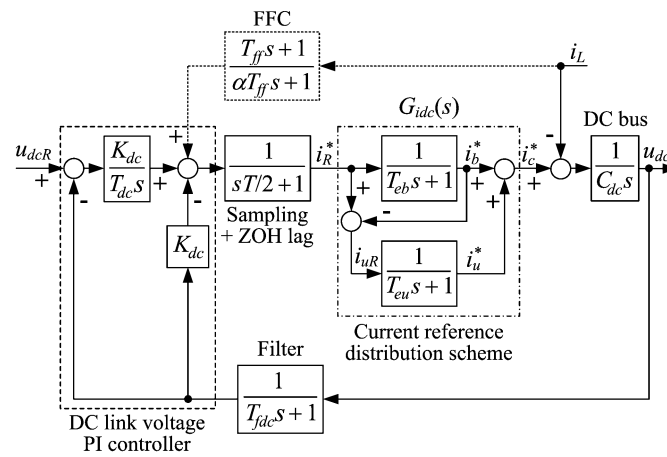 FFC
T_ff s + 1
αT_ff s + 1
i_L
G_idc(s)
DC bus
u_dcR
+
-
K_dc
T_dc s
+
+
-
1
sT/2 + 1
i_R^*
Sampling
+ ZOH lag
K_dc
+
-
1
T_eb s + 1
i_b^*
+
+
i_c^*
+
-
1
C_dc s
u_dc
i_uR
1
T_eu s + 1
i_u^*
Current reference
distribution scheme
Filter
1
T_fdc s + 1
DC link voltage
PI controller